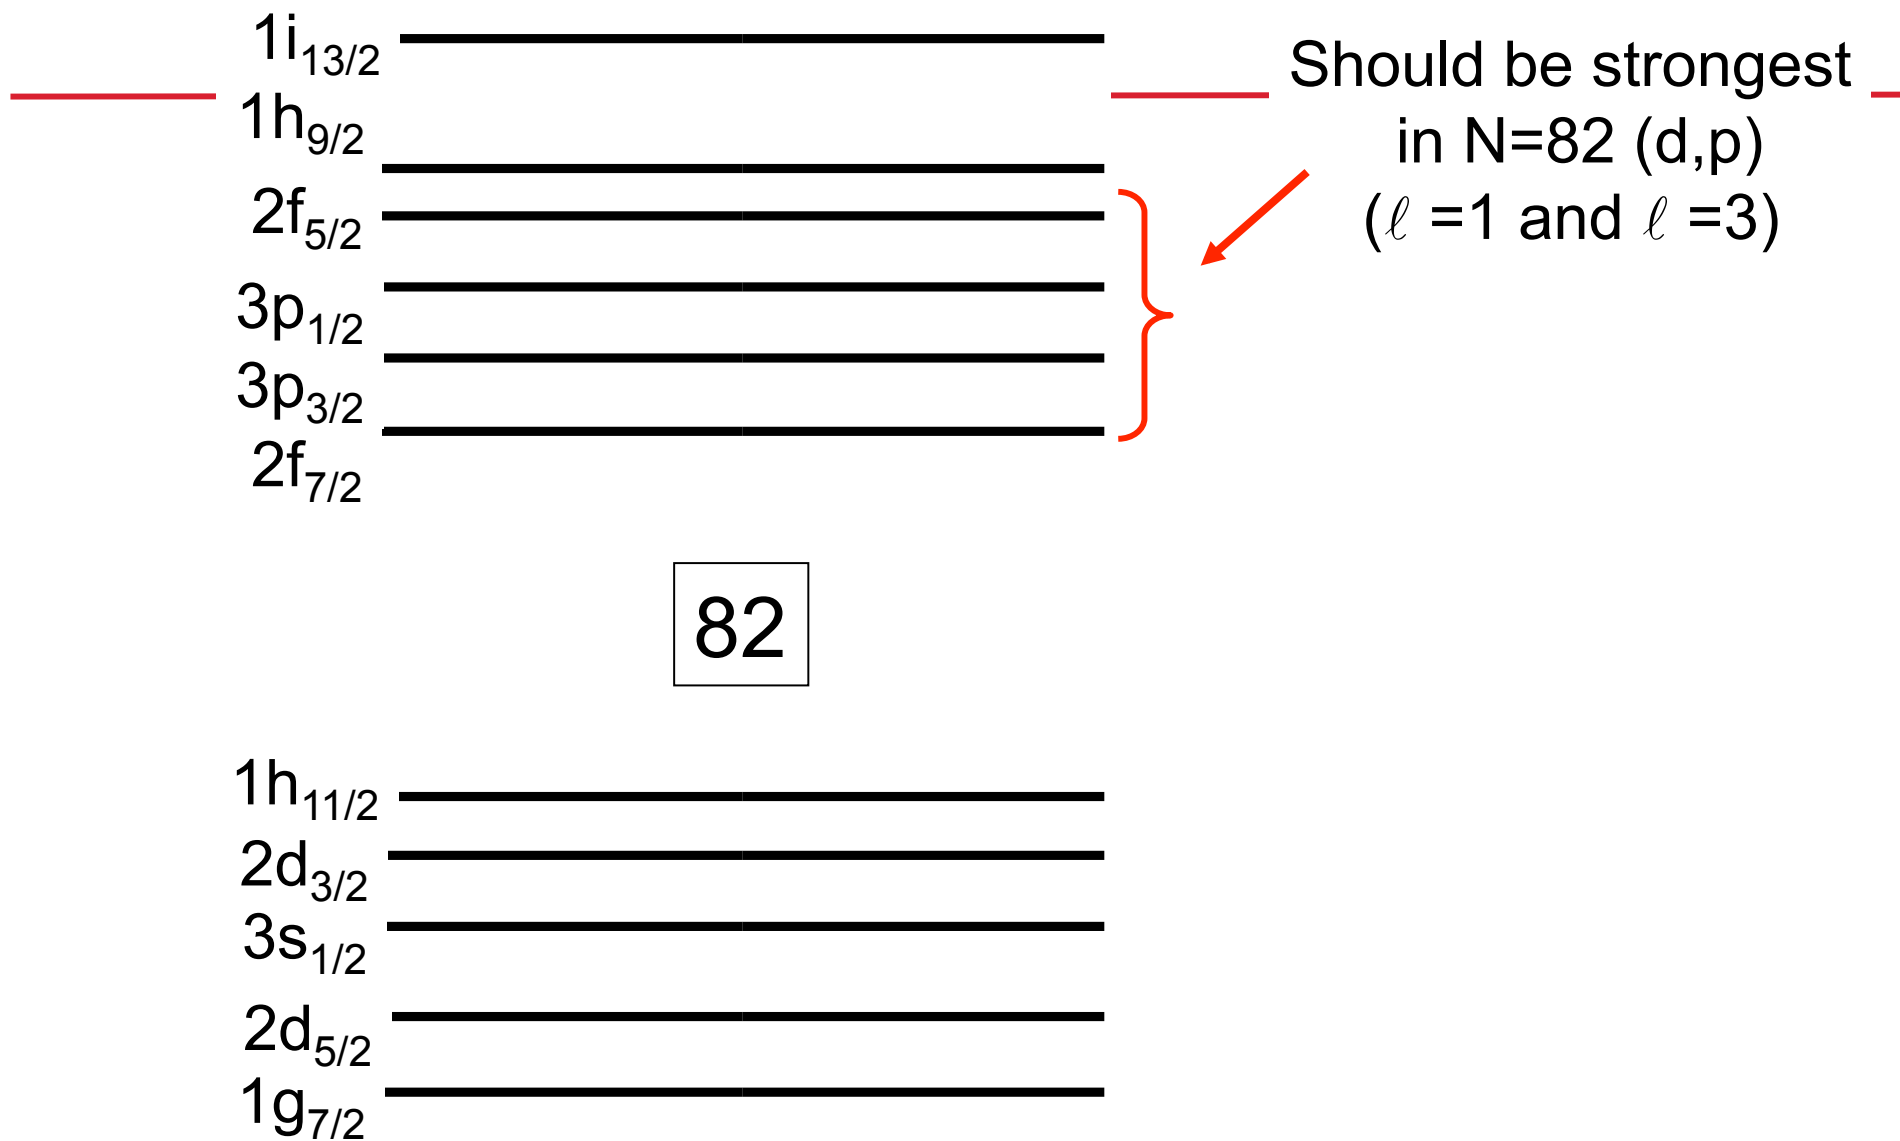 1i13/2
1h9/2
2f5/2
3p1/2
3p3/2
2f7/2
Should be strongest
in N=82 (d,p)
(ℓ =1 and ℓ =3)
82
1h11/2
2d3/2
3s1/2
2d5/2
1g7/2